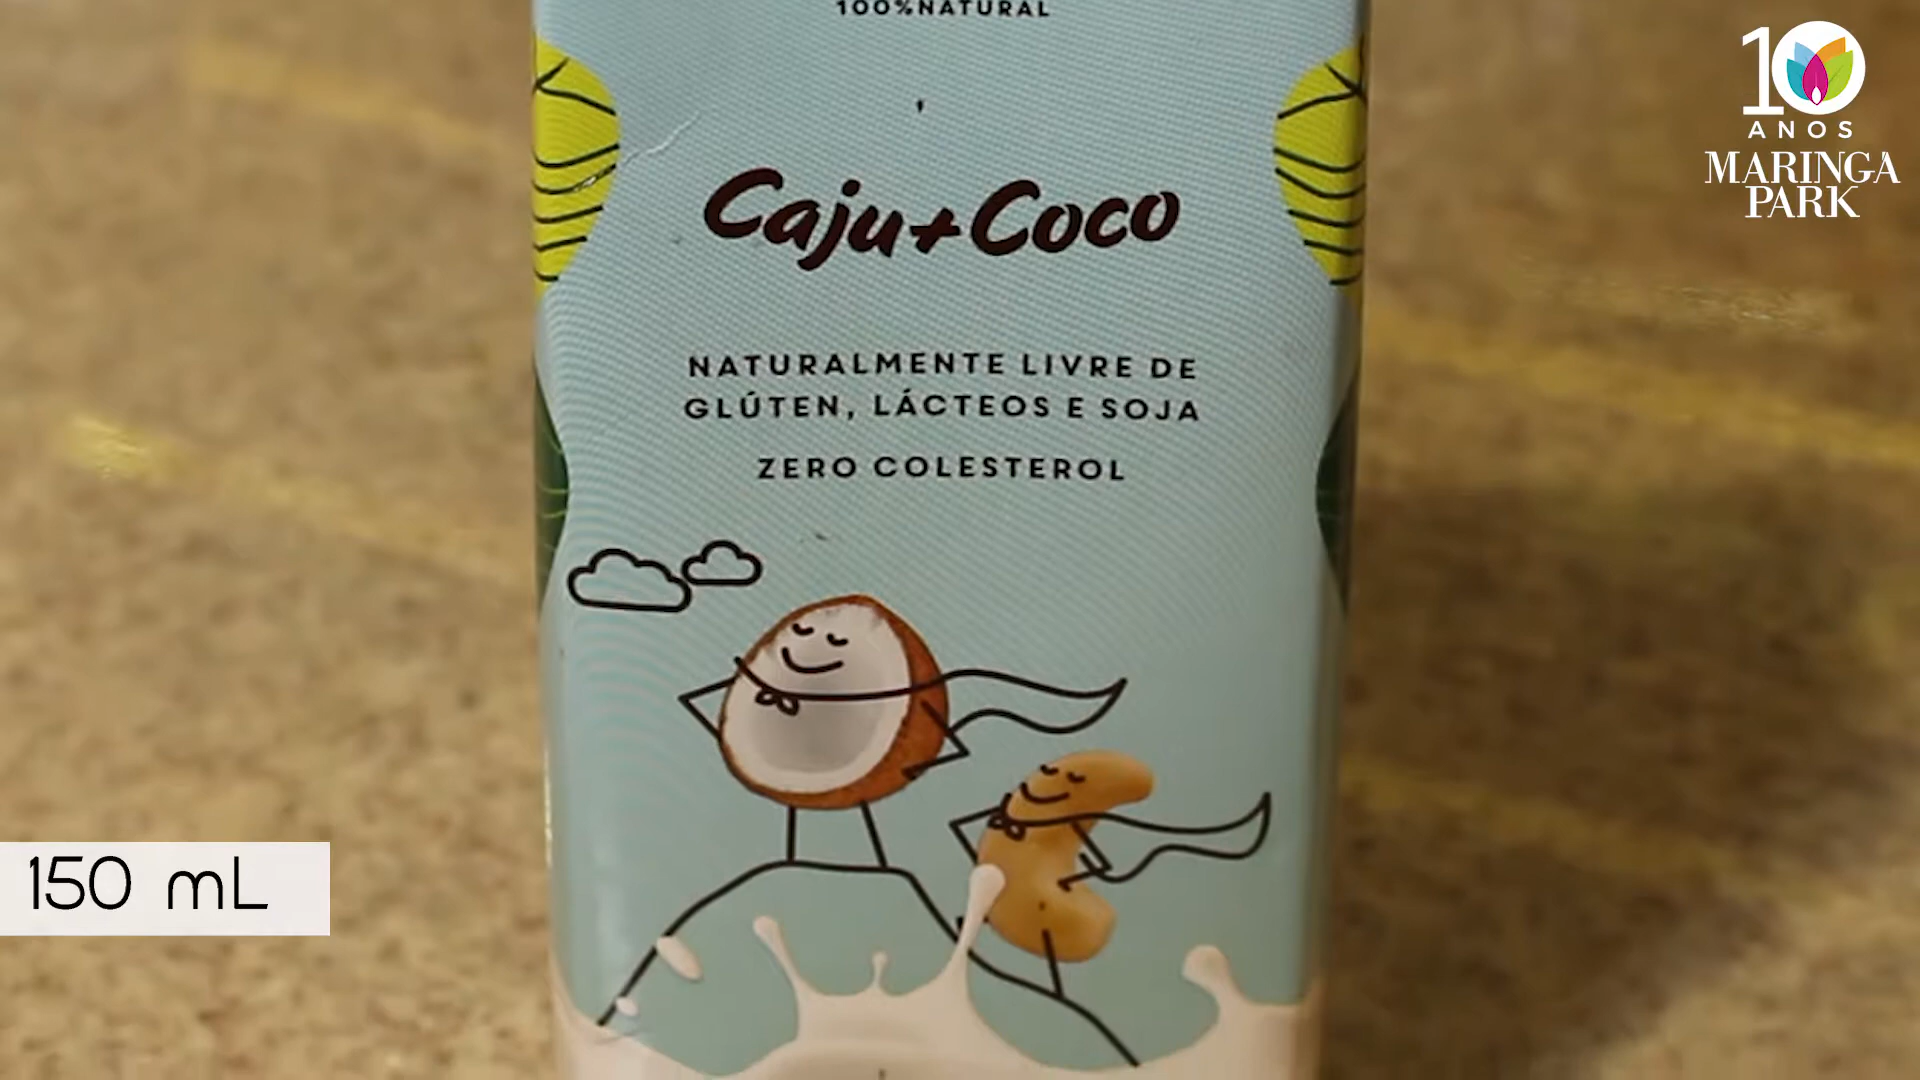 100%NATURAL
10
ANOS
MARINGA
PARK
Caju+Coco
NATURALMENTE LIVRE DE
GLÚTEN, LÁCTEOS E SOJA
ZERO COLESTEROL
150 mL